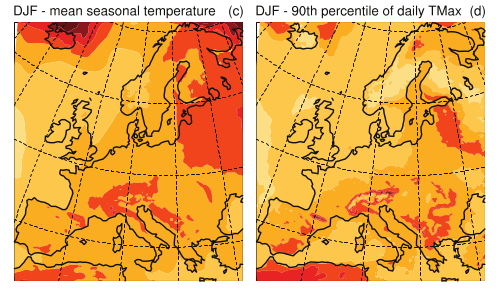 DJF - mean seasonal temperature (c)
DJF - 90th percentile of daily TMax (d)